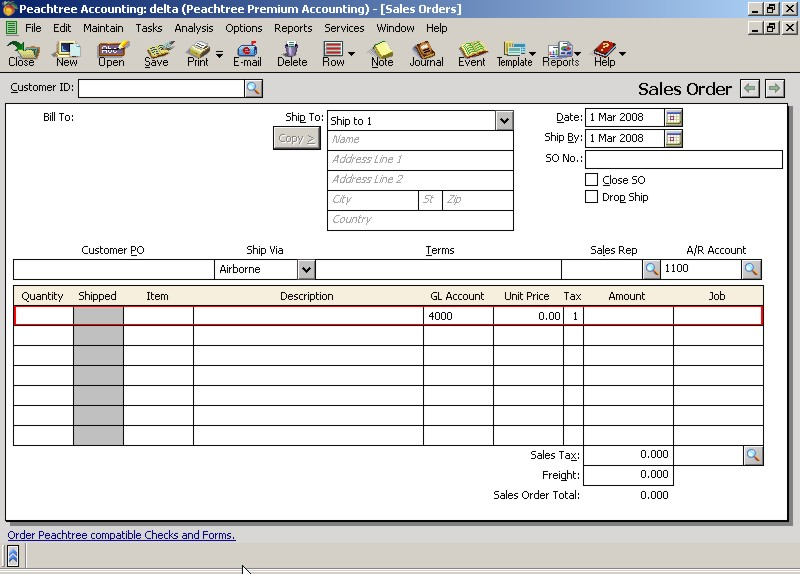 Peachtree Accounting: delta (Peachtree Premium Accounting) - [Sales Orders]
File Edit Maintain Tasks Analysis Options Reports Services Window Help
Close New Open Save Print E-mail Delete Row Note Journal Event Template Reports Help
Customer ID: Sales Order
Bill To: Ship To: Ship to 1 Date: 1 Mar 2008
Copy > Name Ship By: 1 Mar 2008
Address Line 1 SO No.:
Address Line 2 Close SO
City St Zip Drop Ship
Country
Customer PO Ship Via Terms Sales Rep A/R Account
Airborne 1100
Quantity Shipped Item Description GL Account Unit Price Tax Amount Job
4000 0.00 1
Sales Tax: 0.000
Freight: 0.000
Sales Order Total: 0.000
Order Peachtree compatible Checks and Forms.